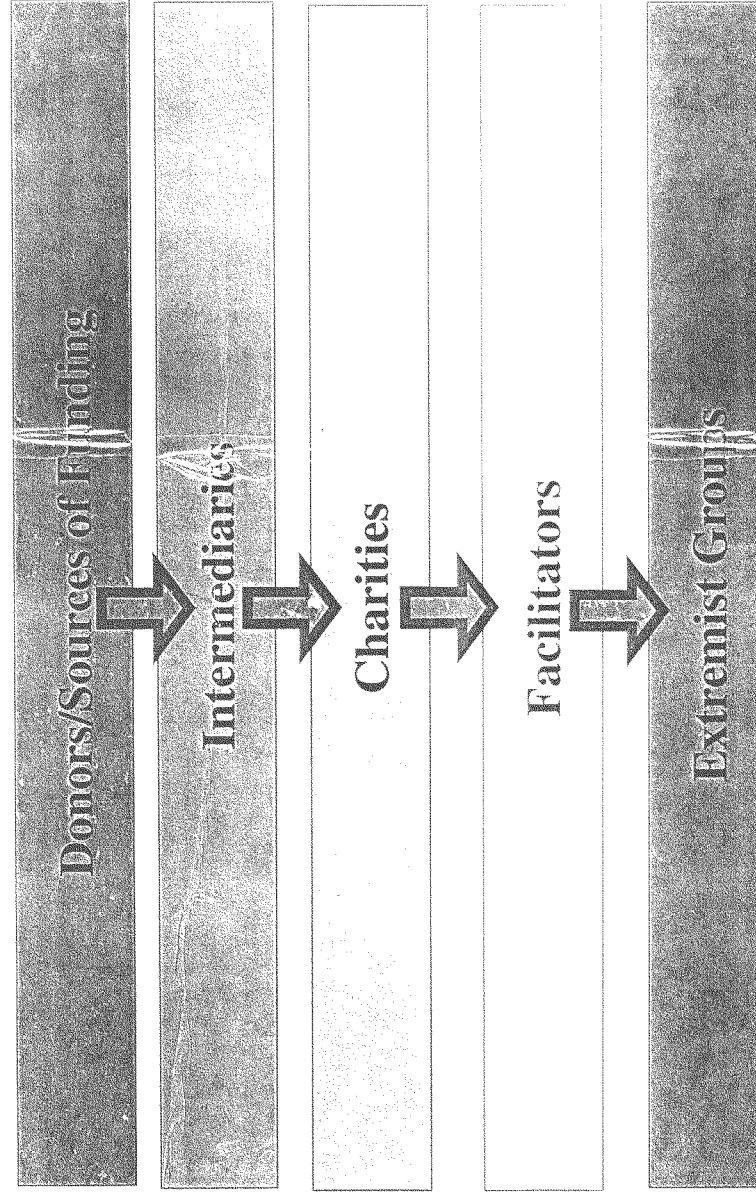 Donors/Sources of Funding
Intermediaries
Charities
Facilitators
Extremist Groups